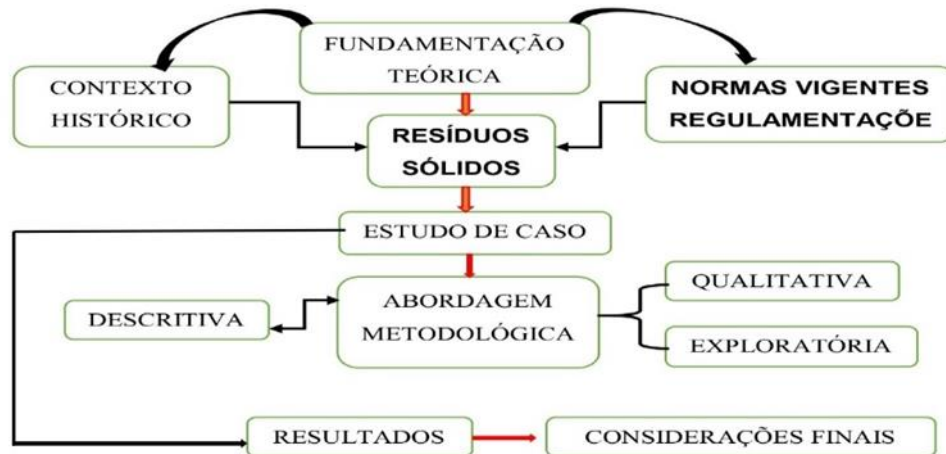 FUNDAMENTAÇÃO
TEÓRICA
CONTEXTO
HISTÓRICO
NORMAS VIGENTES
REGULAMENTAÇÕE
RESÍDUOS
SÓLIDOS
ESTUDO DE CASO
ABORDAGEM
METODOLÓGICA
DESCRITIVA
QUALITATIVA
EXPLORATÓRIA
RESULTADOS
CONSIDERAÇÕES FINAIS